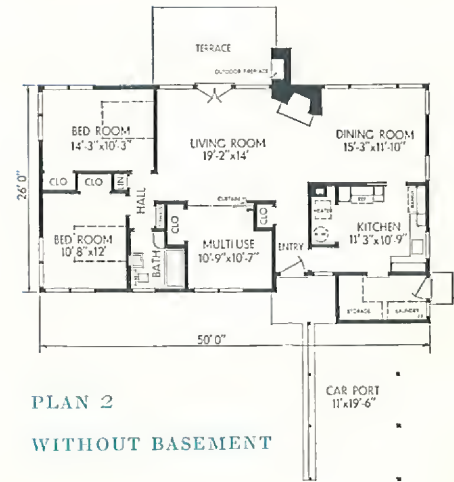 TERRACE
OUTDOOR FIREPLACE
BED ROOM
14'-3"x10'-3"
LIVING ROOM
19'-2"x14'
DINING ROOM
15'-3"x11'-10"
26'0"
CLO
CLO
LIN
HALL
CURTAIN
CLO
CLO
HEATER
REF
RANGE
KITCHEN
11'3"x10'-9"
BED ROOM
10'8"x12'
BATH
MULTI USE
10'-9"x10'-7"
ENTRY
STORAGE
LAUNDRY
50'0"
CAR PORT
11'x19'-6"
PLAN 2
WITHOUT BASEMENT